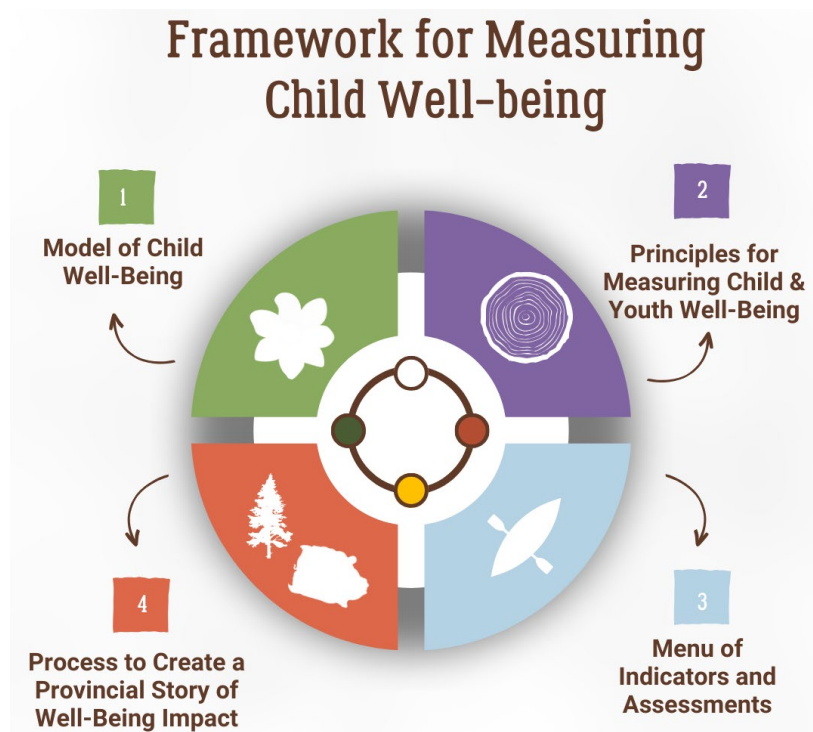 Framework for Measuring
Child Well-being
1
Model of Child
Well-Being
2
Principles for
Measuring Child &
Youth Well-Being
3
Menu of
Indicators and
Assessments
4
Process to Create a
Provincial Story of
Well-Being Impact